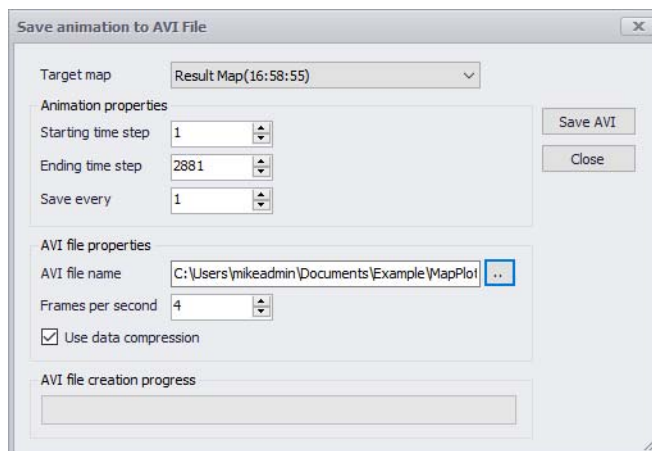 Save animation to AVI File
Target map Result Map(16:58:55)
Animation properties
Starting time step 1
Save AVI
Ending time step 2881
Close
Save every 1
AVI file properties
AVI file name C:\Users\mikeadmin\Documents\Example\MapPlot ..
Frames per second 4
Use data compression
AVI file creation progress